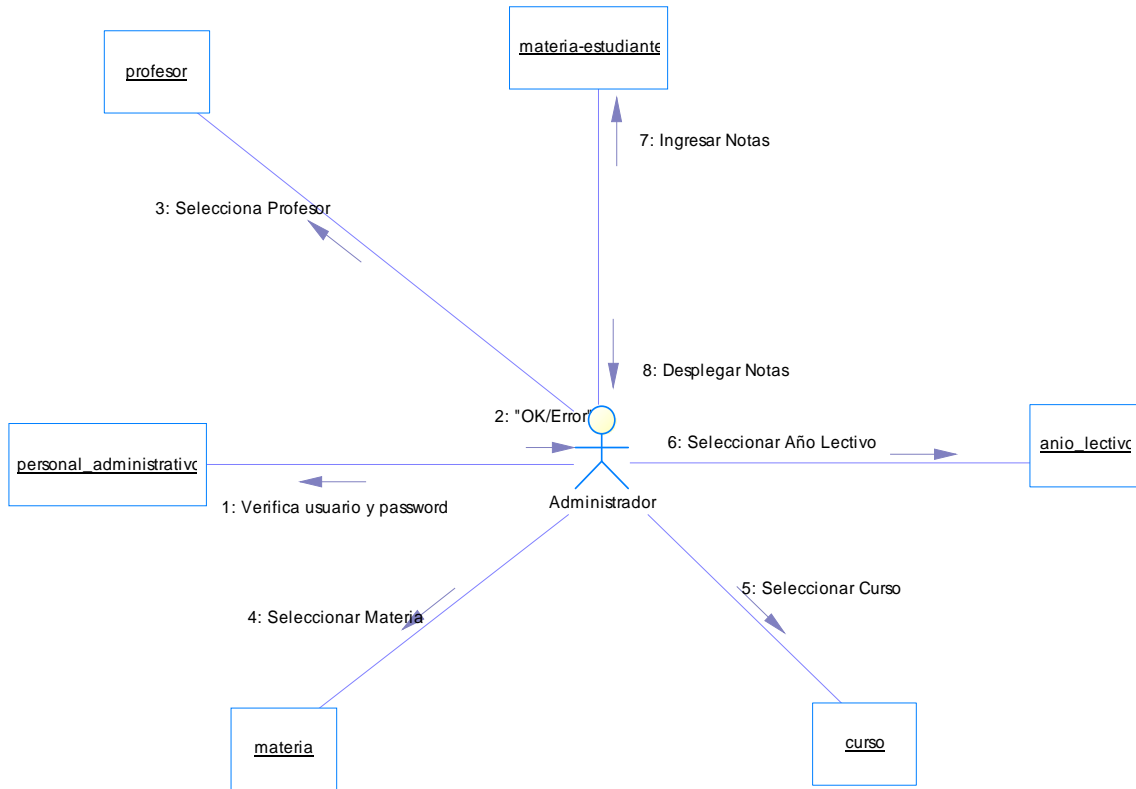 materia-estudiante
profesor
7: Ingresar Notas
3: Selecciona Profesor
8: Desplegar Notas
2: "OK/Error"
6: Seleccionar Año Lectivo
personal_administrativo
anio_lectivo
1: Verifica usuario y password
Administrador
5: Seleccionar Curso
4: Seleccionar Materia
curso
materia